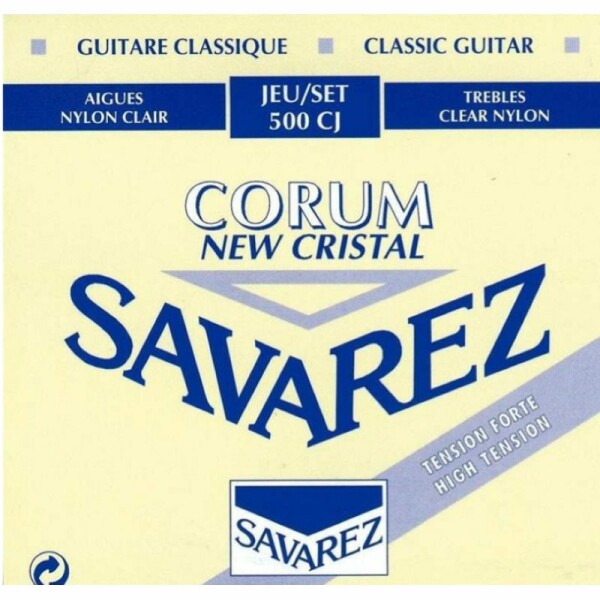 GUITARE CLASSIQUE
CLASSIC GUITAR
AIGUES
NYLON CLAIR
JEU/SET
500 CJ
TREBLES
CLEAR NYLON
CORUM
NEW CRISTAL
SAVAREZ
TENSION FORTE
HIGH TENSION
SAVAREZ